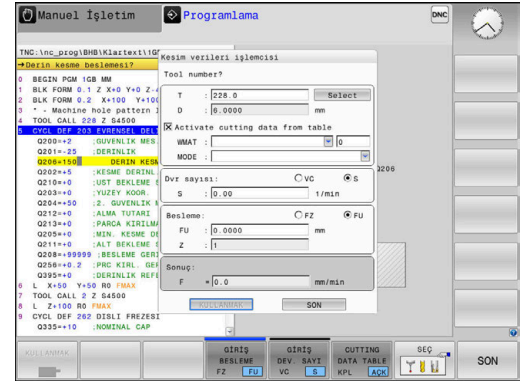 Manuel İşletim
Programlama
DNC
TNC:\nc_prog\BHB\Klartext\1G
→Derin kesme beslemesi?
0 BEGIN PGM 1GB MM
1 BLK FORM 0.1 Z X+0 Y+0 Z-
2 BLK FORM 0.2 X+100 Y+100
3 * - Machine hole pattern
4 TOOL CALL 228 Z S4500
5 CYCL DEF 203 EVRENSEL DEL
Q200=+2 ;GUVENLIK MES.
Q201=-25 ;DERINLIK
Q206=150 DERIN KESM
Q202=+5 ;KESME DERINL.
Q210=+0 ;UST BEKLEME
Q203=+0 ;YUZEY KOOR.
Q204=+50 ;2. GUVENLIK
Q212=+0 ;ALMA TUTARI
Q213=+0 ;PARCA KIRILMA
Q205=+0 ;MIN. KESME DE
Q211=+0 ;ALT BEKLEME
Q208=+99999 ;BESLEME GERI
Q256=+0.2 ;PRC KIRL. GE
Q395=+0 ;DERINLIK REFE
6 L X+50 Y+50 R0 FMAX
7 TOOL CALL 2 Z S4500
8 L Z+100 R0 FMAX
9 CYCL DEF 262 DISLI FREZESI
Q335=+10 ;NOMINAL CAP
Kesim verileri işlemcisi
Tool number?
T : 228.0 Select
D : 6.0000 mm
Activate cutting data from table
WMAT : 0
MODE :
Dvr sayısı: VC S
S : 0.00 1/min
Besleme: FZ FU
FU : 0.0000 mm
Z : 1
Sonuç:
F = 0.0 mm/min
KULLANMAK SON
Q206
KULLANMAK
GİRİŞ BESLEME FZ FU
GİRİŞ DEV. SAYI VC S
CUTTING DATA TABLE KPL AÇK
SEÇ
SON